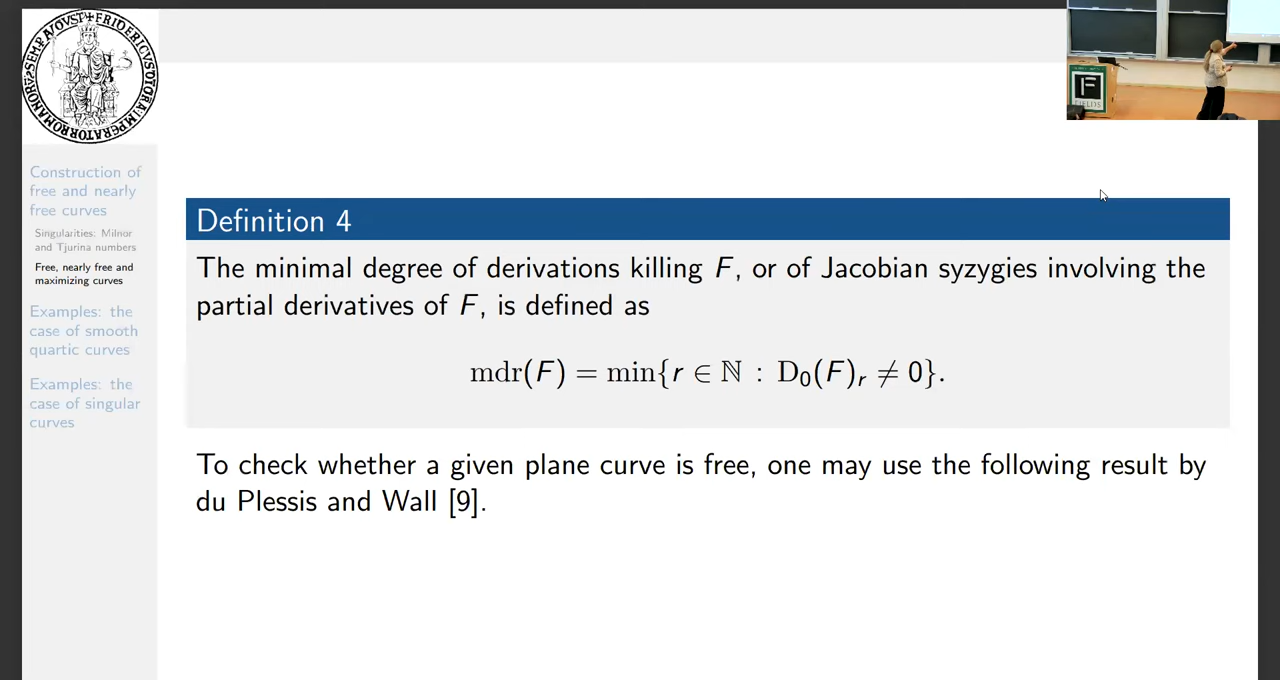 Construction of
free and nearly
free curves
Singularities: Milnor
and Tjurina numbers
Free, nearly free and
maximizing curves
Examples: the
case of smooth
quartic curves
Examples: the
case of singular
curves
Definition 4
The minimal degree of derivations killing F, or of Jacobian syzygies involving the
partial derivatives of F, is defined as
mdr(F) = min{r ∈ ℕ : D₀(F)ᵣ ≠ 0}.
To check whether a given plane curve is free, one may use the following result by
du Plessis and Wall [9].
F
FIELDS